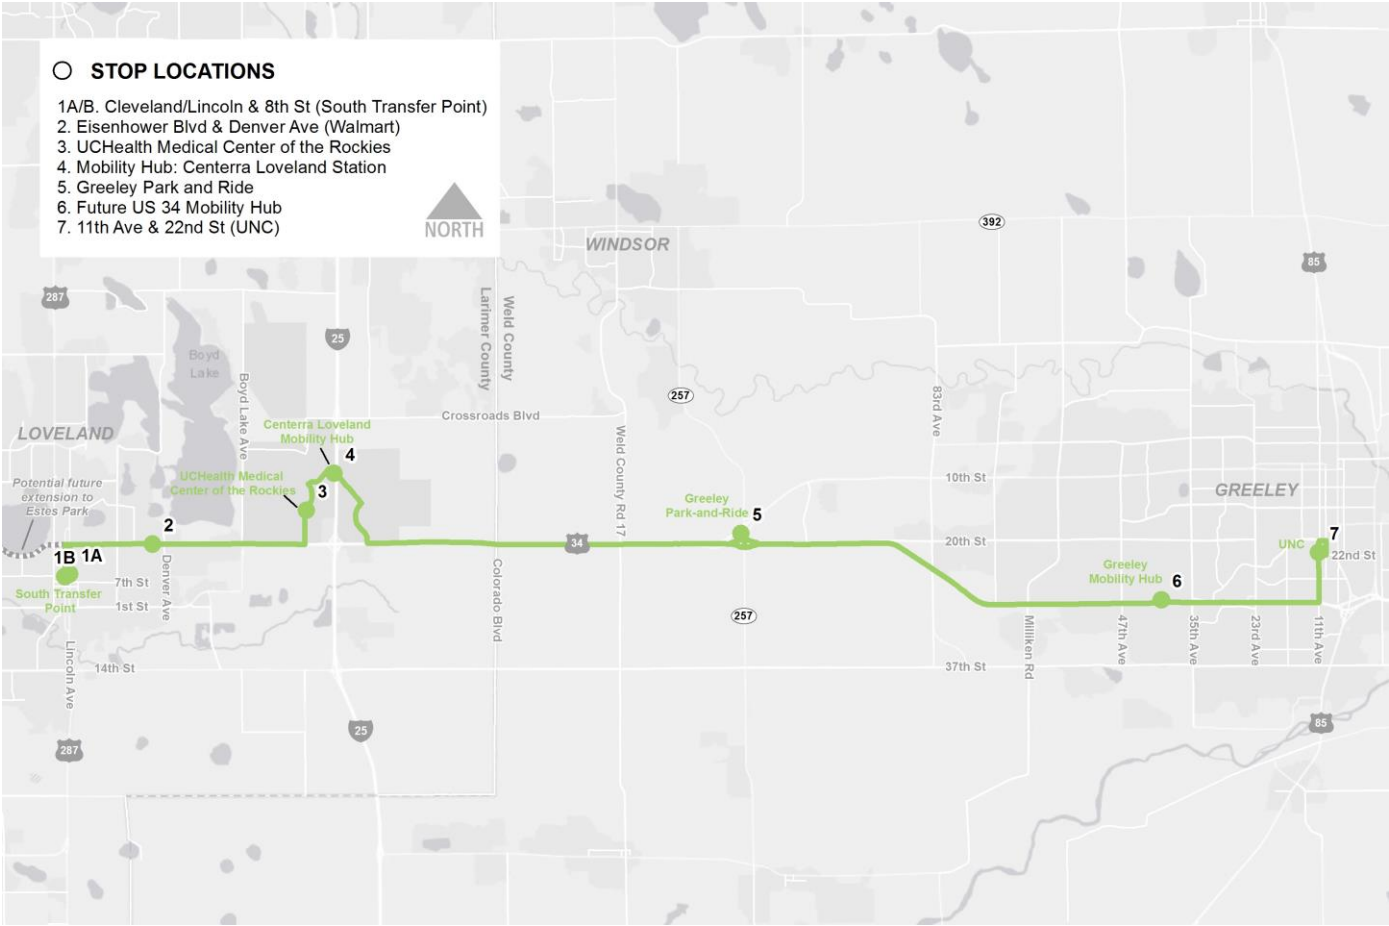 STOP LOCATIONS
1A/B. Cleveland/Lincoln & 8th St (South Transfer Point)
2. Eisenhower Blvd & Denver Ave (Walmart)
3. UCHealth Medical Center of the Rockies
4. Mobility Hub: Centerra Loveland Station
5. Greeley Park and Ride
6. Future US 34 Mobility Hub
7. 11th Ave & 22nd St (UNC)
NORTH
392
WINDSOR
85
287
Larimer County
Weld County
25
Boyd
Lake
Boyd Lake Ave
257
83rd Ave
Crossroads Blvd
LOVELAND
Centerra Loveland
Mobility Hub
4
Weld County Rd 17
UCHealth Medical
Center of the Rockies
3
Potential future
extension to
Estes Park
10th St
GREELEY
Greeley
Park-and-Ride
5
2
34
20th St
7
UNC
22nd St
1B
1A
7th St
Denver Ave
Colorado Blvd
Greeley
Mobility Hub
6
South Transfer
Point
1st St
257
Milliken Rd
47th Ave
35th Ave
23rd Ave
11th Ave
Lincoln Ave
14th St
37th St
25
85
287